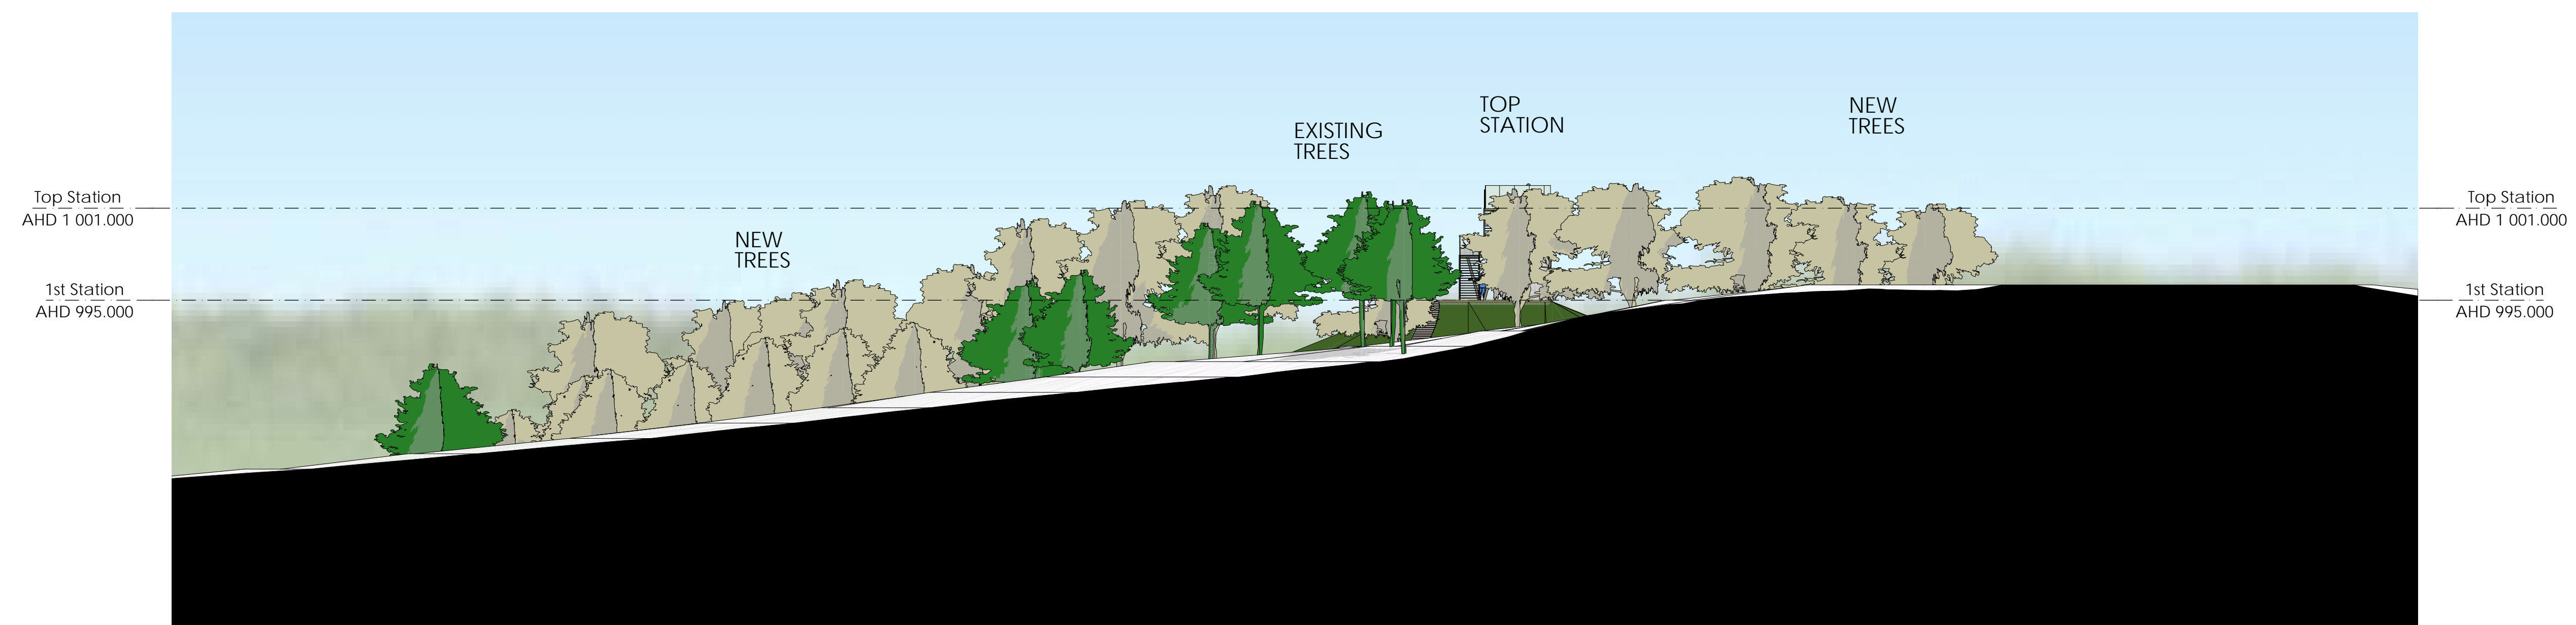 TOP
STATION
NEW
TREES
EXISTING
TREES
Top Station
AHD 1 001.000
Top Station
AHD 1 001.000
NEW
TREES
1st Station
AHD 995.000
1st Station
AHD 995.000